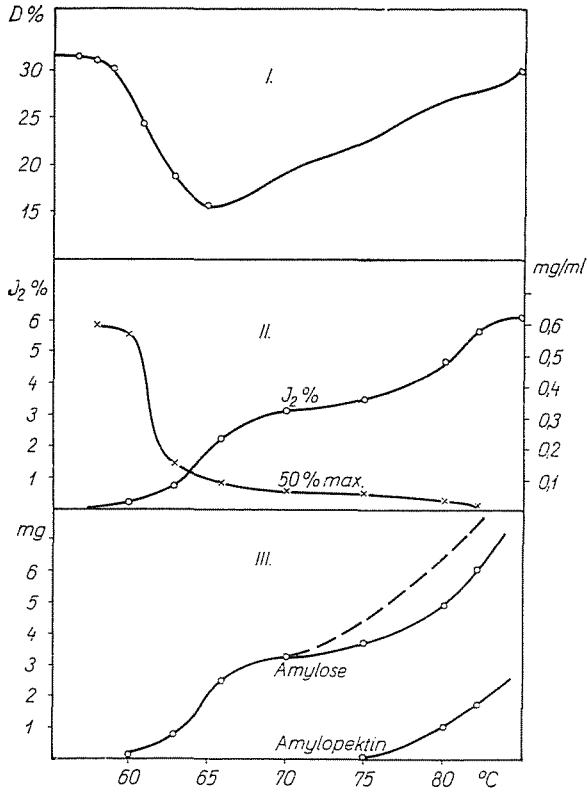 D %
30
25
20
15
I.
J₂ %
6
5
4
3
2
1
II.
J₂ %
50 % max.
mg/ml
0,6
0,5
0,4
0,3
0,2
0,1
mg
6
5
4
3
2
1
III.
Amylose
Amylopektin
60 65 70 75 80 °C